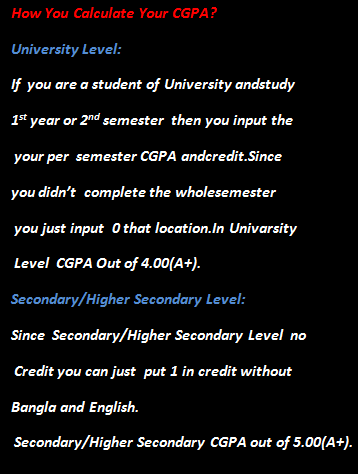 How You Calculate Your CGPA?
University Level:
If you are a student of University andstudy
1st year or 2nd semester then you input the
your per semester CGPA andcredit.Since
you didn't complete the wholesemester
you just input 0 that location.In Univarsity
Level CGPA Out of 4.00(A+).
Secondary/Higher Secondary Level:
Since Secondary/Higher Secondary Level no
Credit you can just put 1 in credit without
Bangla and English.
Secondary/Higher Secondary CGPA out of 5.00(A+).